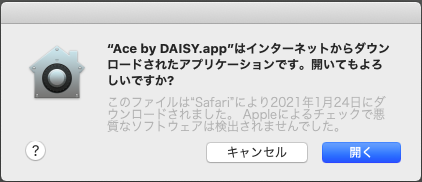 “Ace by DAISY.app”はインターネットからダウン
ロードされたアプリケーションです。開いてもよろ
しいですか?
このファイルは“Safari”により2021年1月24日にダ
ウンロードされました。Appleによるチェックで悪
質なソフトウェアは検出されませんでした。
?
キャンセル
開く